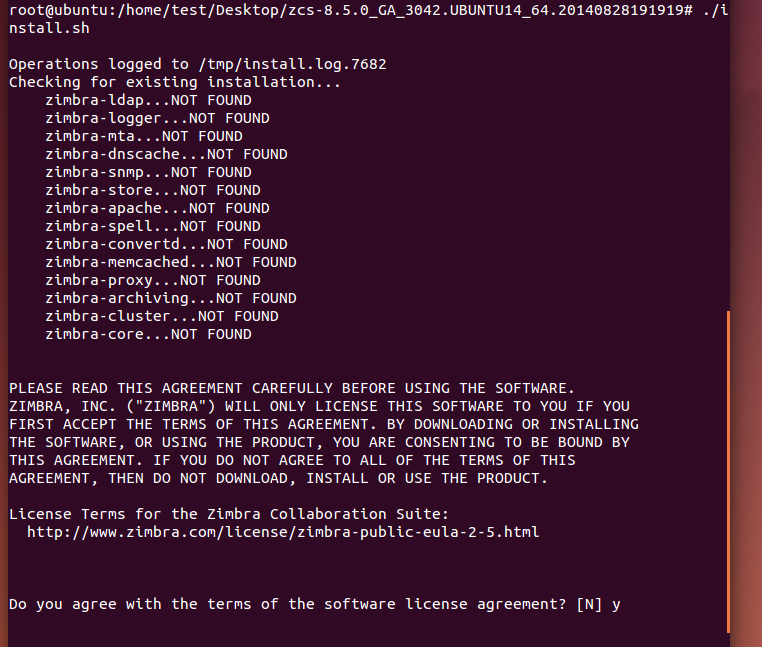 root@ubuntu:/home/test/Desktop/zcs-8.5.0_GA_3042.UBUNTU14_64.20140828191919# ./i
nstall.sh
Operations logged to /tmp/install.log.7682
Checking for existing installation...
zimbra-ldap...NOT FOUND
zimbra-logger...NOT FOUND
zimbra-mta...NOT FOUND
zimbra-dnscache...NOT FOUND
zimbra-snmp...NOT FOUND
zimbra-store...NOT FOUND
zimbra-apache...NOT FOUND
zimbra-spell...NOT FOUND
zimbra-convertd...NOT FOUND
zimbra-memcached...NOT FOUND
zimbra-proxy...NOT FOUND
zimbra-archiving...NOT FOUND
zimbra-cluster...NOT FOUND
zimbra-core...NOT FOUND
PLEASE READ THIS AGREEMENT CAREFULLY BEFORE USING THE SOFTWARE.
ZIMBRA, INC. ("ZIMBRA") WILL ONLY LICENSE THIS SOFTWARE TO YOU IF YOU
FIRST ACCEPT THE TERMS OF THIS AGREEMENT. BY DOWNLOADING OR INSTALLING
THE SOFTWARE, OR USING THE PRODUCT, YOU ARE CONSENTING TO BE BOUND BY
THIS AGREEMENT. IF YOU DO NOT AGREE TO ALL OF THE TERMS OF THIS
AGREEMENT, THEN DO NOT DOWNLOAD, INSTALL OR USE THE PRODUCT.
License Terms for the Zimbra Collaboration Suite:
http://www.zimbra.com/license/zimbra-public-eula-2-5.html
Do you agree with the terms of the software license agreement? [N] y